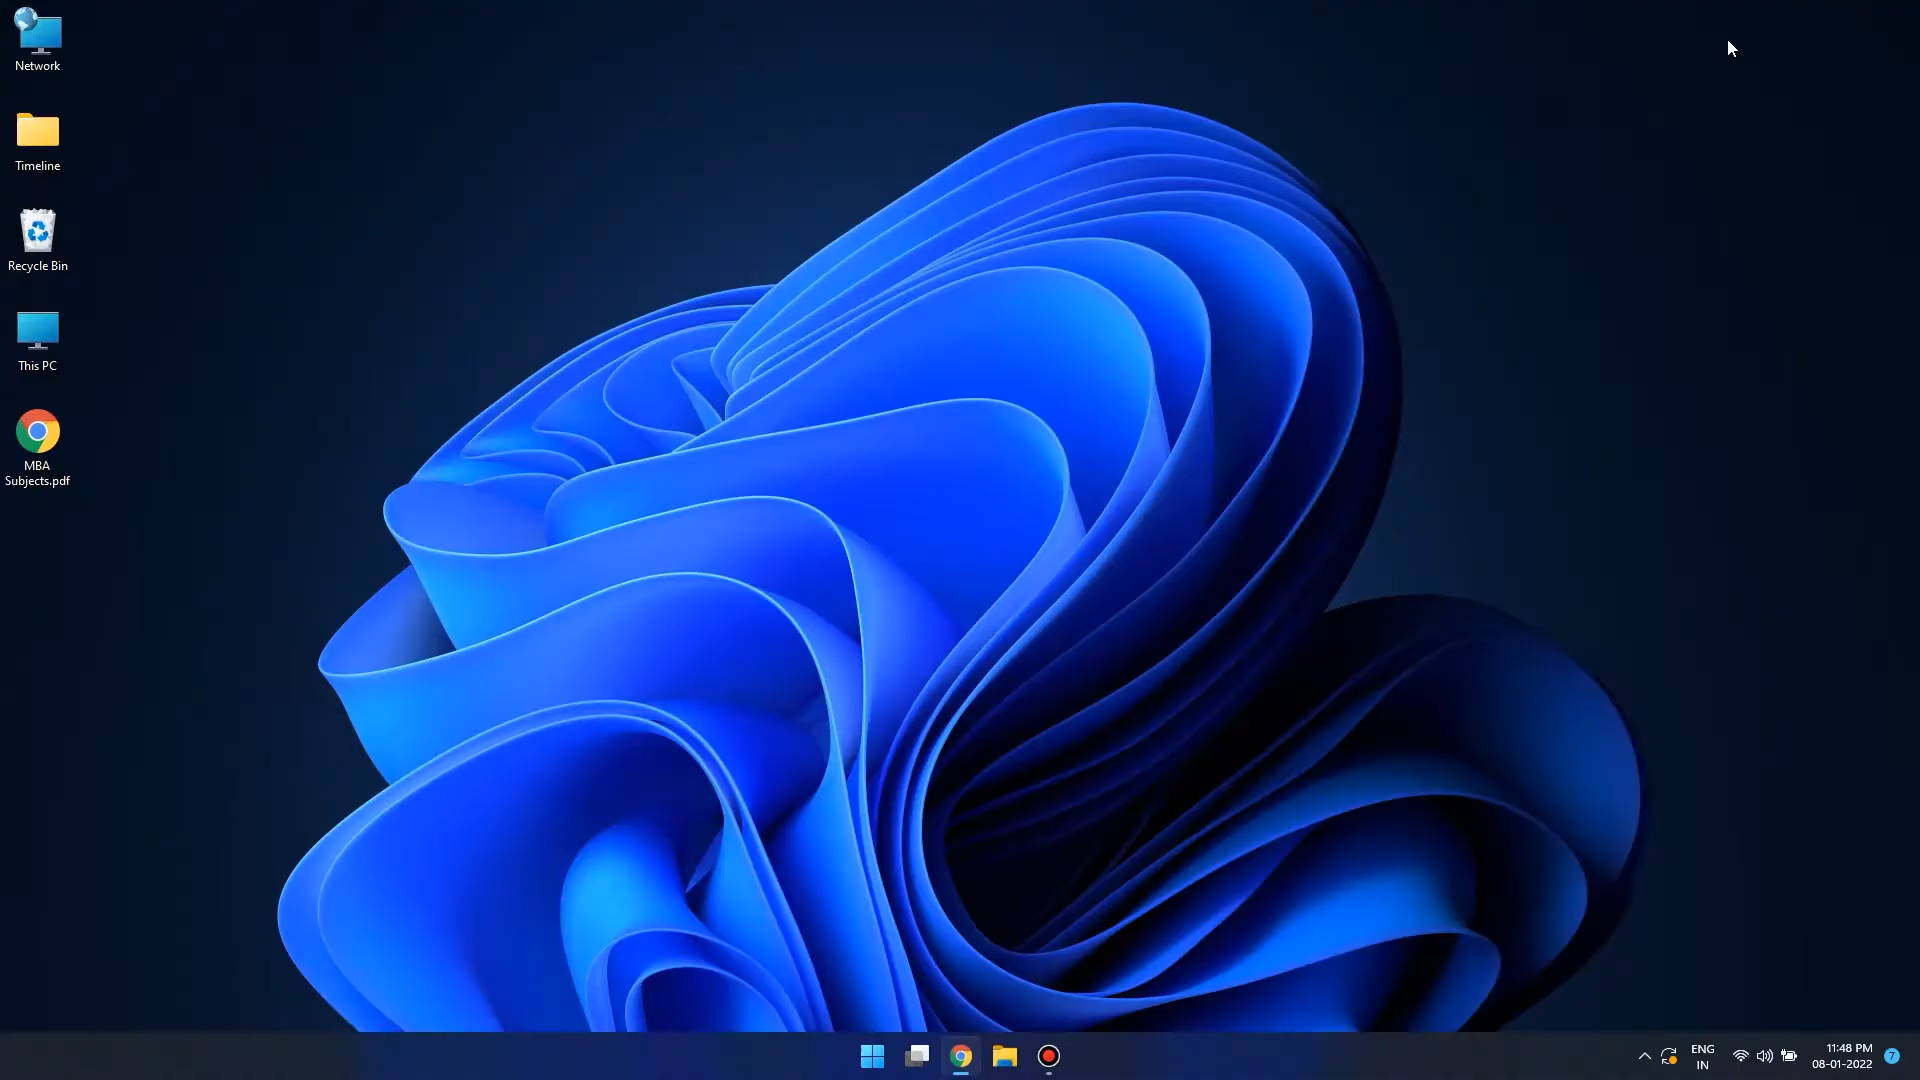 Network
Timeline
Recycle Bin
This PC
MBA
Subjects.pdf
ENG
IN
11:48 PM
08-01-2022
7